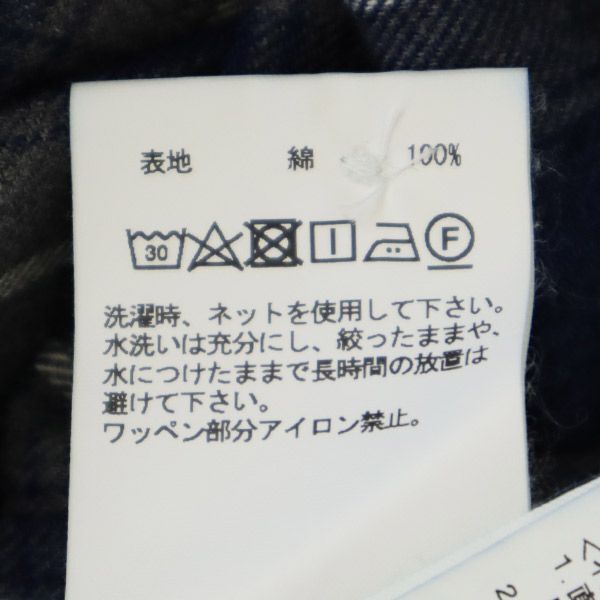 表地 綿 100%
30 F
洗濯時、ネットを使用して下さい。
水洗いは充分にし、絞ったままや、
水につけたままで長時間の放置は
避けて下さい。
ワッペン部分アイロン禁止。
1.直
2